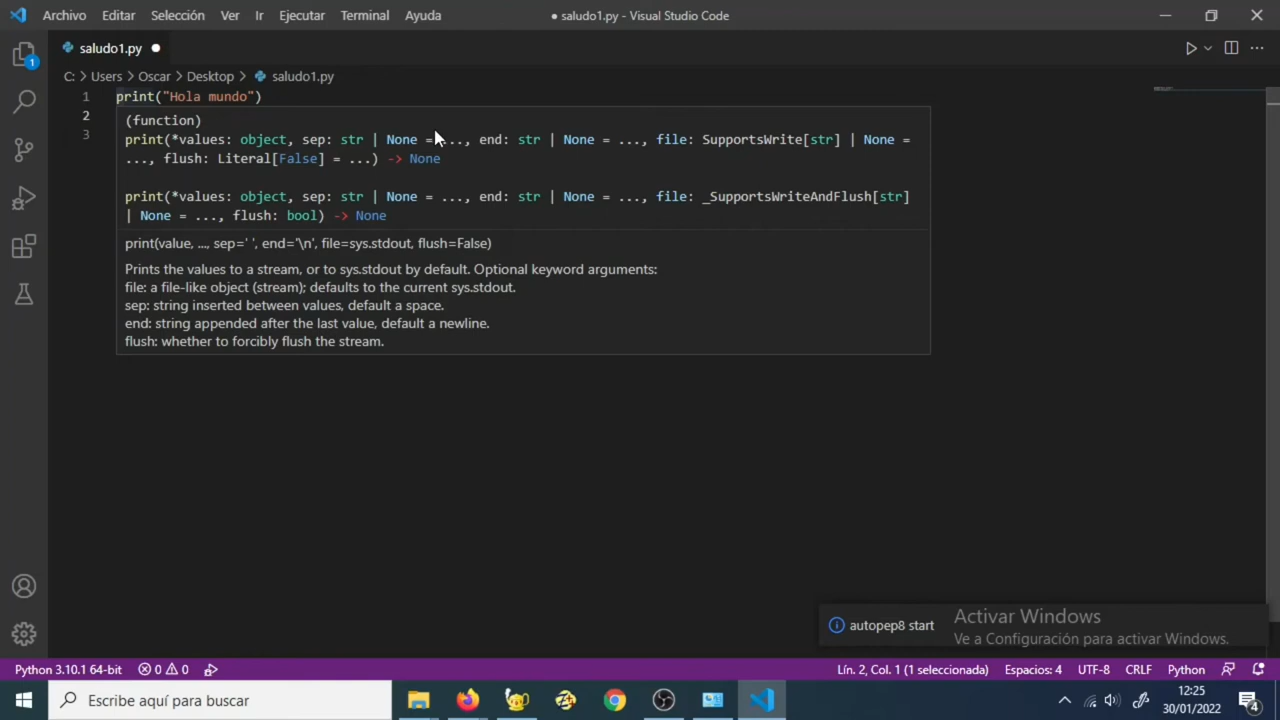 Archivo Editar Selección Ver Ir Ejecutar Terminal Ayuda
● saludo1.py - Visual Studio Code
saludo1.py
C: > Users > Oscar > Desktop > saludo1.py
1
1 print("Hola mundo")
2
3
(function)
print(*values: object, sep: str | None = ..., end: str | None = ..., file: SupportsWrite[str] | None =
..., flush: Literal[False] = ...) -> None
print(*values: object, sep: str | None = ..., end: str | None = ..., file: _SupportsWriteAndFlush[str]
| None = ..., flush: bool) -> None
print(value, ..., sep=' ', end='\n', file=sys.stdout, flush=False)
Prints the values to a stream, or to sys.stdout by default. Optional keyword arguments:
file: a file-like object (stream); defaults to the current sys.stdout.
sep: string inserted between values, default a space.
end: string appended after the last value, default a newline.
flush: whether to forcibly flush the stream.
autopep8 start
Activar Windows
Ve a Configuración para activar Windows.
Python 3.10.1 64-bit 0 0 Lín. 2, Col. 1 (1 seleccionada) Espacios: 4 UTF-8 CRLF Python
Escribe aquí para buscar
12:25
30/01/2022
4